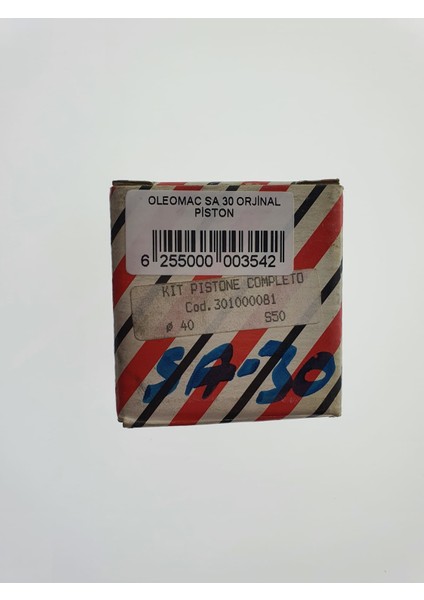 OLEOMAC SA 30 ORJİNAL
PİSTON
6 255000 003542
KIT PISTONE COMPLETO
Cod.301000081
ø 40 S50
SA-30